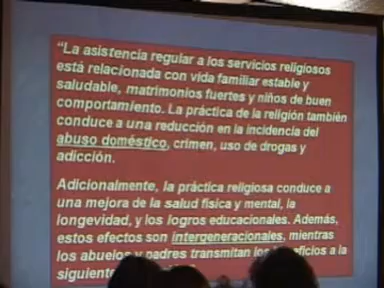 “La asistencia regular a los servicios religiosos
está relacionada con vida familiar estable y
saludable, matrimonios fuertes y niños de buen
comportamiento. La práctica de la religión también
conduce a una reducción en la incidencia del
abuso doméstico, crimen, uso de drogas y
adicción.
Adicionalmente, la práctica religiosa conduce a
una mejora de la salud física y mental, la
longevidad, y los logros educacionales. Además,
estos efectos son intergeneracionales, mientras
los abuelos y padres transmitan los beneficios a la
siguiente